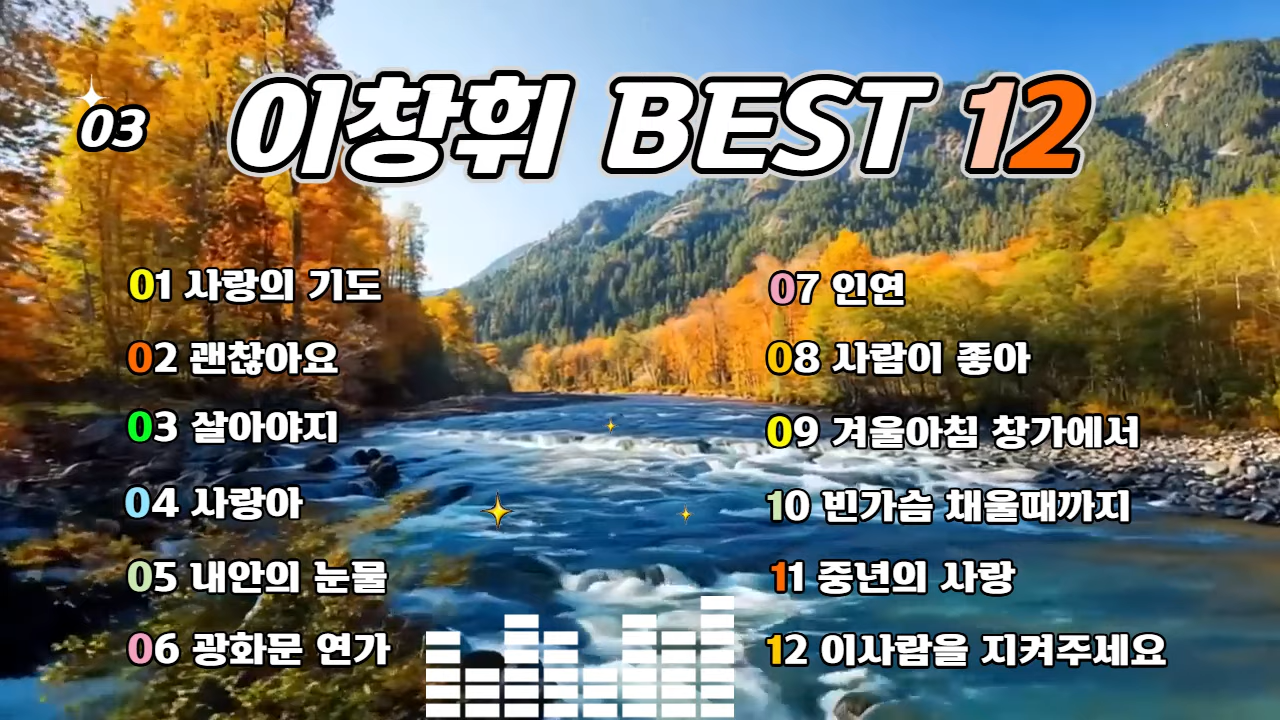 03
이창휘 BEST 12
01 사랑의 기도
02 괜찮아요
03 살아야지
04 사랑아
05 내안의 눈물
06 광화문 연가
07 인연
08 사람이 좋아
09 겨울아침 창가에서
10 빈가슴 채울때까지
11 중년의 사랑
12 이사람을 지켜주세요